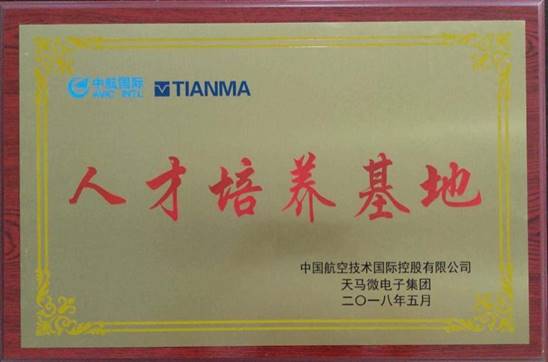 中航国际 TIANMA
AVIC INTL
人才培养基地
中国航空技术国际控股有限公司
天马微电子集团
二〇一八年五月